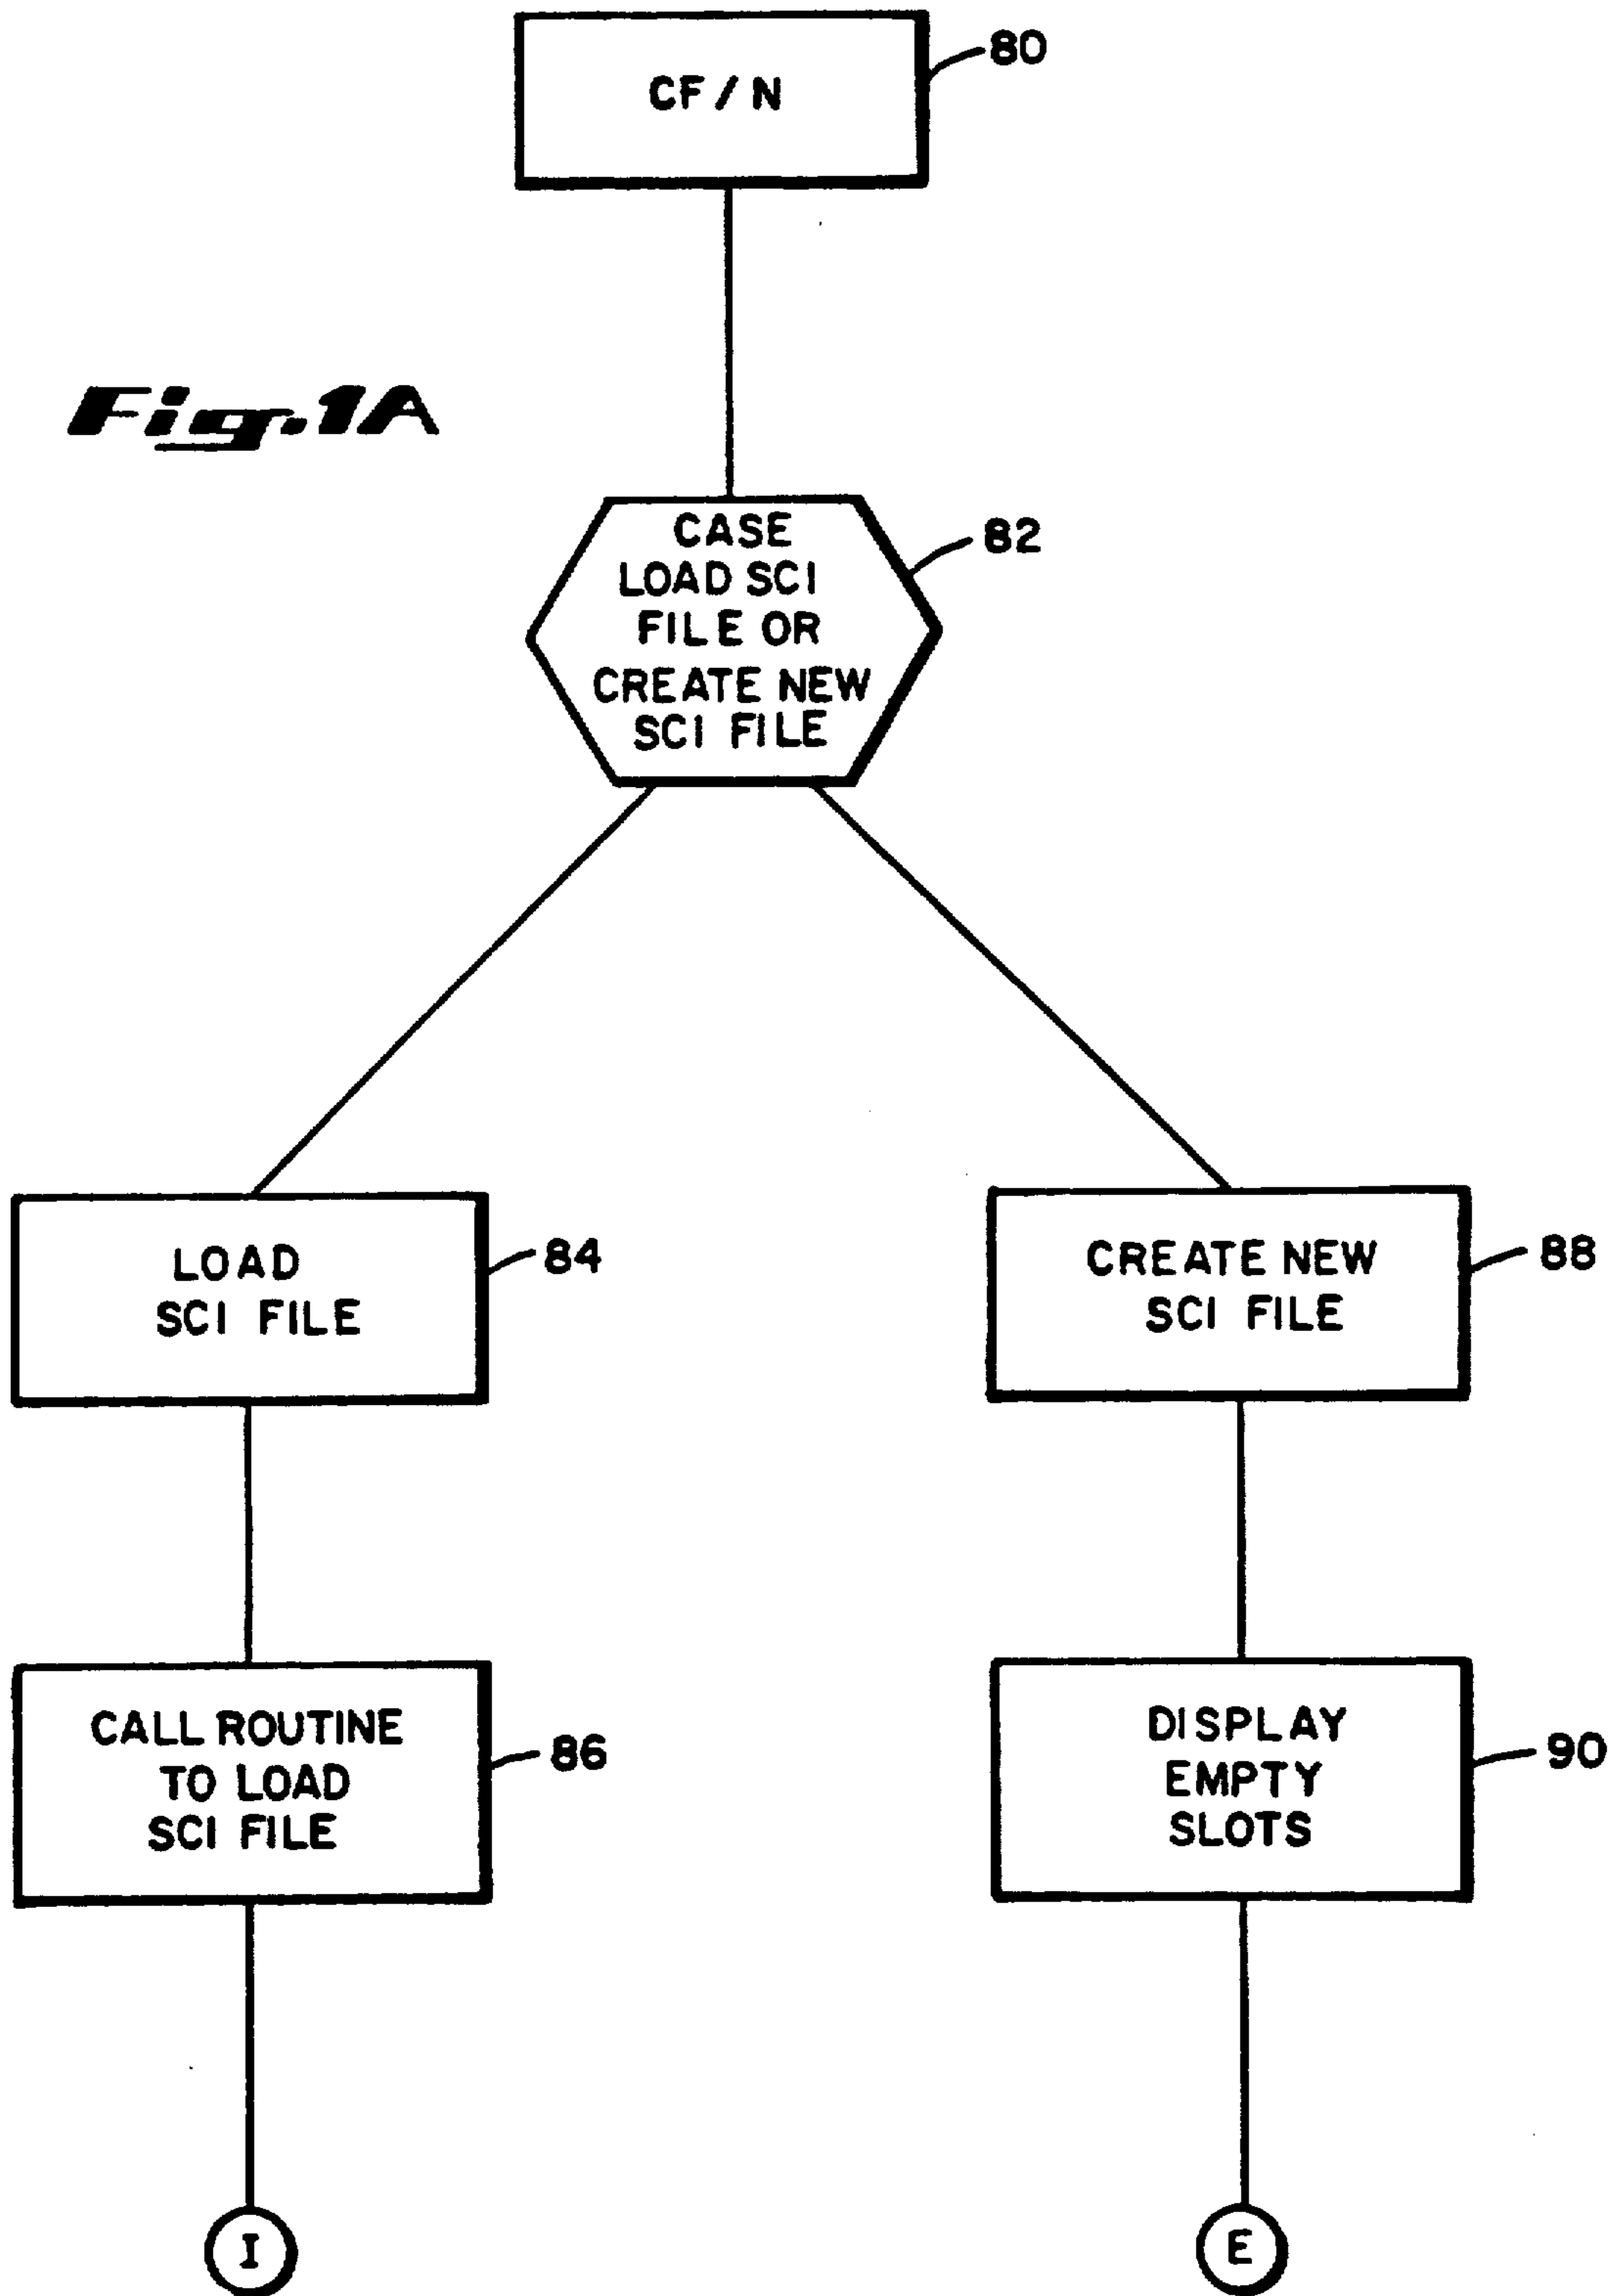 80
CF/N
Fig.1A
82
CASE
LOAD SCI
FILE OR
CREATE NEW
SCI FILE
84
LOAD
SCI FILE
88
CREATE NEW
SCI FILE
86
CALL ROUTINE
TO LOAD
SCI FILE
90
DISPLAY
EMPTY
SLOTS
I
E